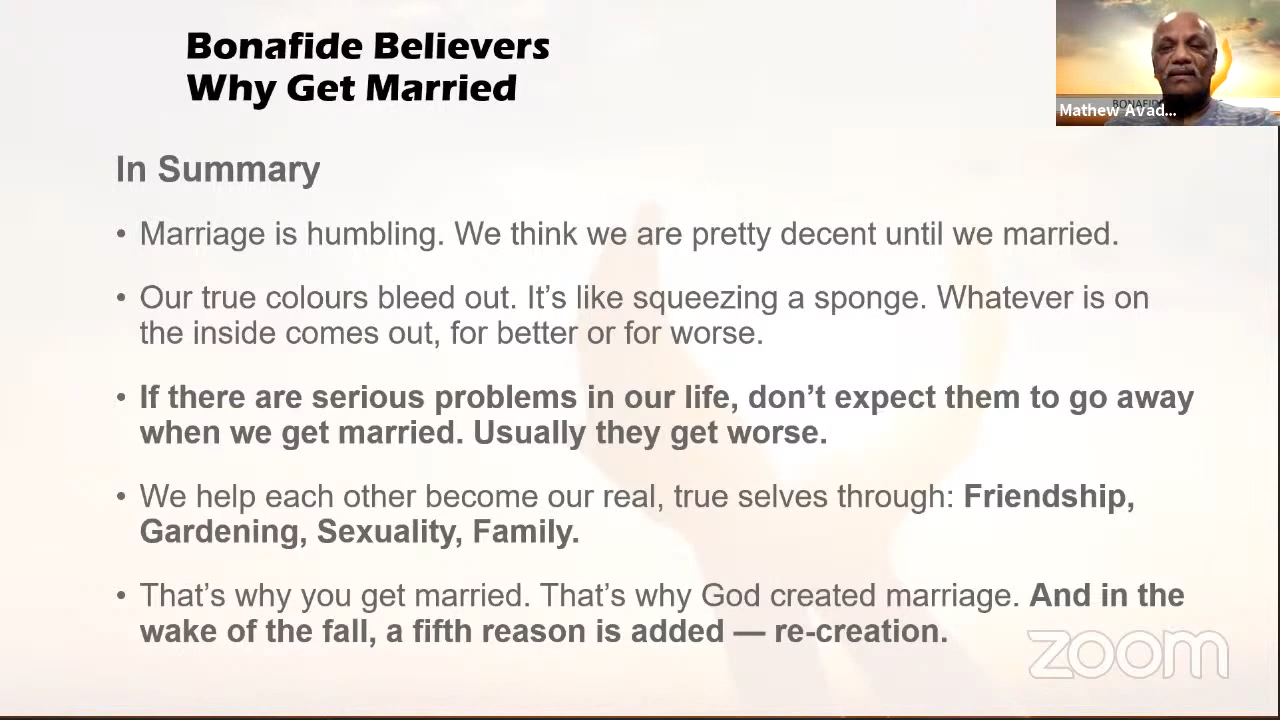 Bonafide Believers
Why Get Married
Mathew Avad...
In Summary
• Marriage is humbling. We think we are pretty decent until we married.
• Our true colours bleed out. It’s like squeezing a sponge. Whatever is on
the inside comes out, for better or for worse.
• If there are serious problems in our life, don’t expect them to go away
when we get married. Usually they get worse.
• We help each other become our real, true selves through: Friendship,
Gardening, Sexuality, Family.
• That’s why you get married. That’s why God created marriage. And in the
wake of the fall, a fifth reason is added — re-creation.
zoom